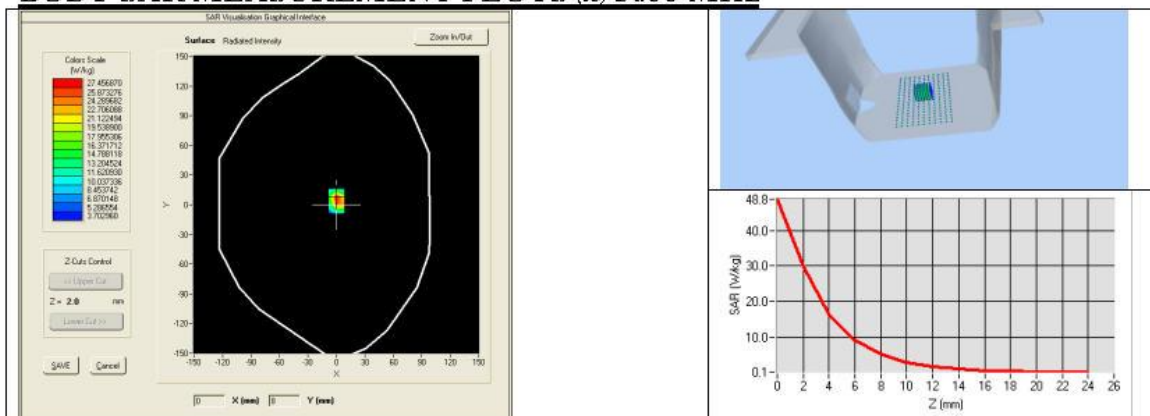 SAR Visualisation Graphical Interface
Surface Radiated Intensity
Zoom In/Out
Colors Scale
(W/kg)
27.456870
25.873276
24.289682
22.706088
21.122494
19.538900
17.955306
16.371712
14.788118
13.204524
11.620930
10.037336
8.453742
6.870148
5.286554
3.702960
Z-Cuts Control
<< Upper Cut
Z = 2.0 mm
Lower Cut >>
SAVE
Cancel
150
120
90
60
30
0
-30
-60
-90
-120
-150
Y
-150 -120 -90 -60 -30 0 30 60 90 120 150
X
0 X (mm) 0 Y (mm)
48.8
40.0
30.0
20.0
10.0
0.1
SAR (W/kg)
0 2 4 6 8 10 12 14 16 18 20 22 24 26
Z (mm)